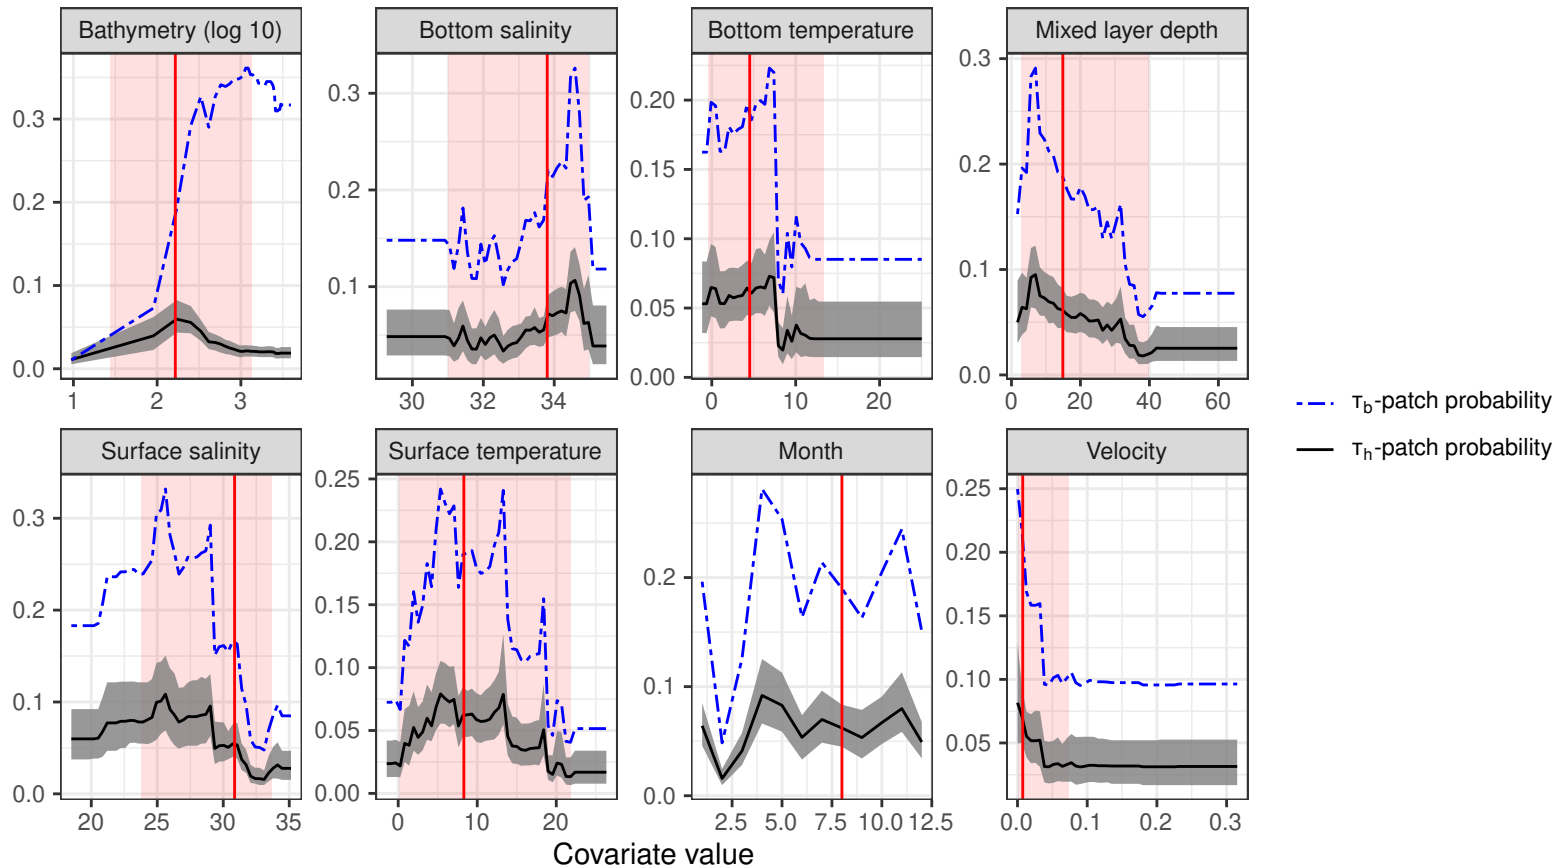 Bathymetry (log 10)
Bottom salinity
Bottom temperature
Mixed layer depth
0.3
0.2
0.1
0.0
1 2 3
0.3
0.2
0.1
30 32 34
0.20
0.15
0.10
0.05
0.00
0 10 20
0.3
0.2
0.1
0.0
0 20 40 60
τb-patch probability
τh-patch probability
Surface salinity
Surface temperature
Month
Velocity
0.3
0.2
0.1
0.0
20 25 30 35
0.25
0.20
0.15
0.10
0.05
0.00
0 10 20
0.2
0.1
0.0
2.5 5.0 7.5 10.0 12.5
0.25
0.20
0.15
0.10
0.05
0.0 0.1 0.2 0.3
Covariate value